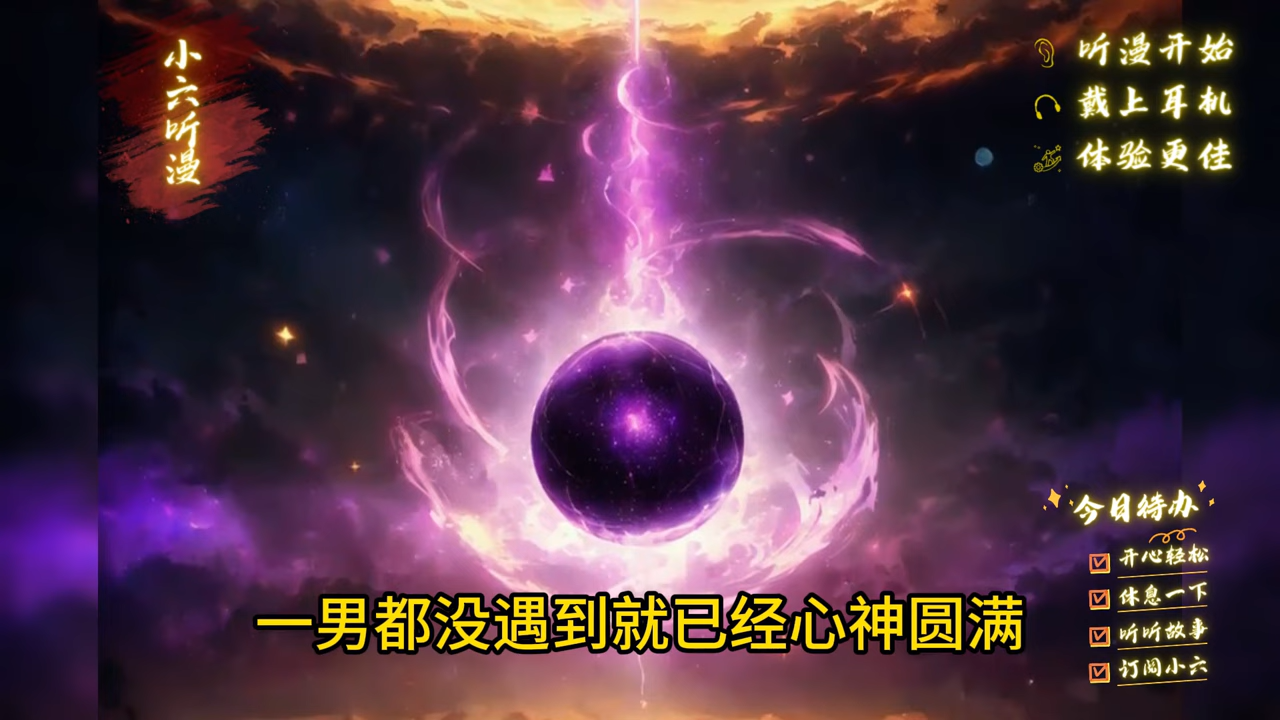 小六听漫
听漫开始
戴上耳机
体验更佳
今日待办
开心轻松
休息一下
听听故事
订阅小六
一男都没遇到就已经心神圆满